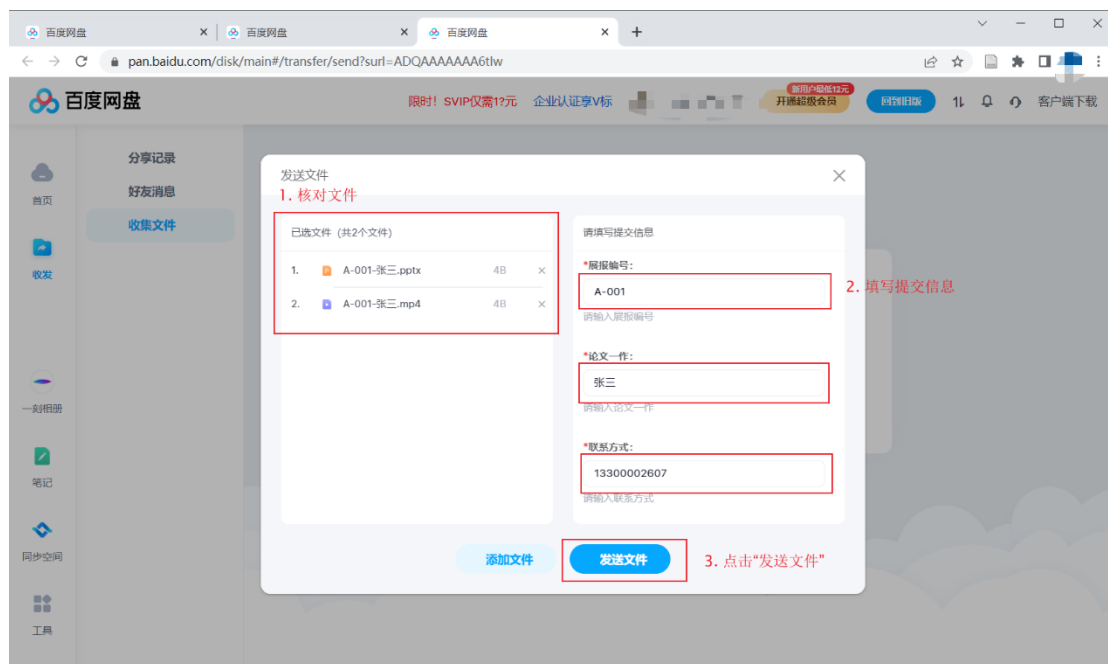 百度网盘
百度网盘
百度网盘
pan.baidu.com/disk/main#/transfer/send?surl=ADQAAAAAAA6tlw
百度网盘
限时! SVIP仅需1?元
企业认证享V标
新用户最低12元
开通超级会员
回到旧版
客户端下载
首页
收发
一刻相册
笔记
同步空间
工具
分享记录
好友消息
收集文件
发送文件
1. 核对文件
已选文件 (共2个文件)
1. A-001-张三.pptx 4B
2. A-001-张三.mp4 4B
请填写提交信息
*展报编号:
A-001
请输入展报编号
2. 填写提交信息
*论文一作:
张三
请输入论文一作
*联系方式:
13300002607
请输入联系方式
添加文件
发送文件
3. 点击“发送文件”